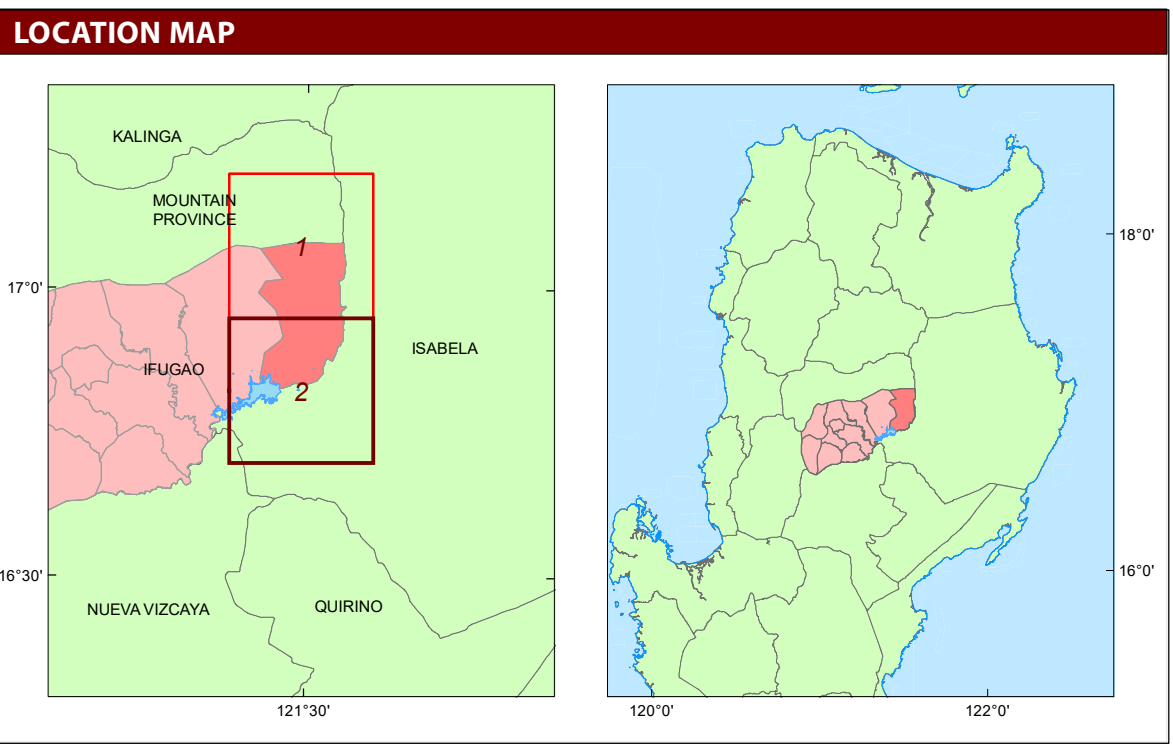 LOCATION MAP
KALINGA
MOUNTAIN
PROVINCE
1
17°0'
ISABELA
IFUGAO
2
16°30'
NUEVA VIZCAYA
QUIRINO
121°30'
18°0'
16°0'
120°0'
122°0'